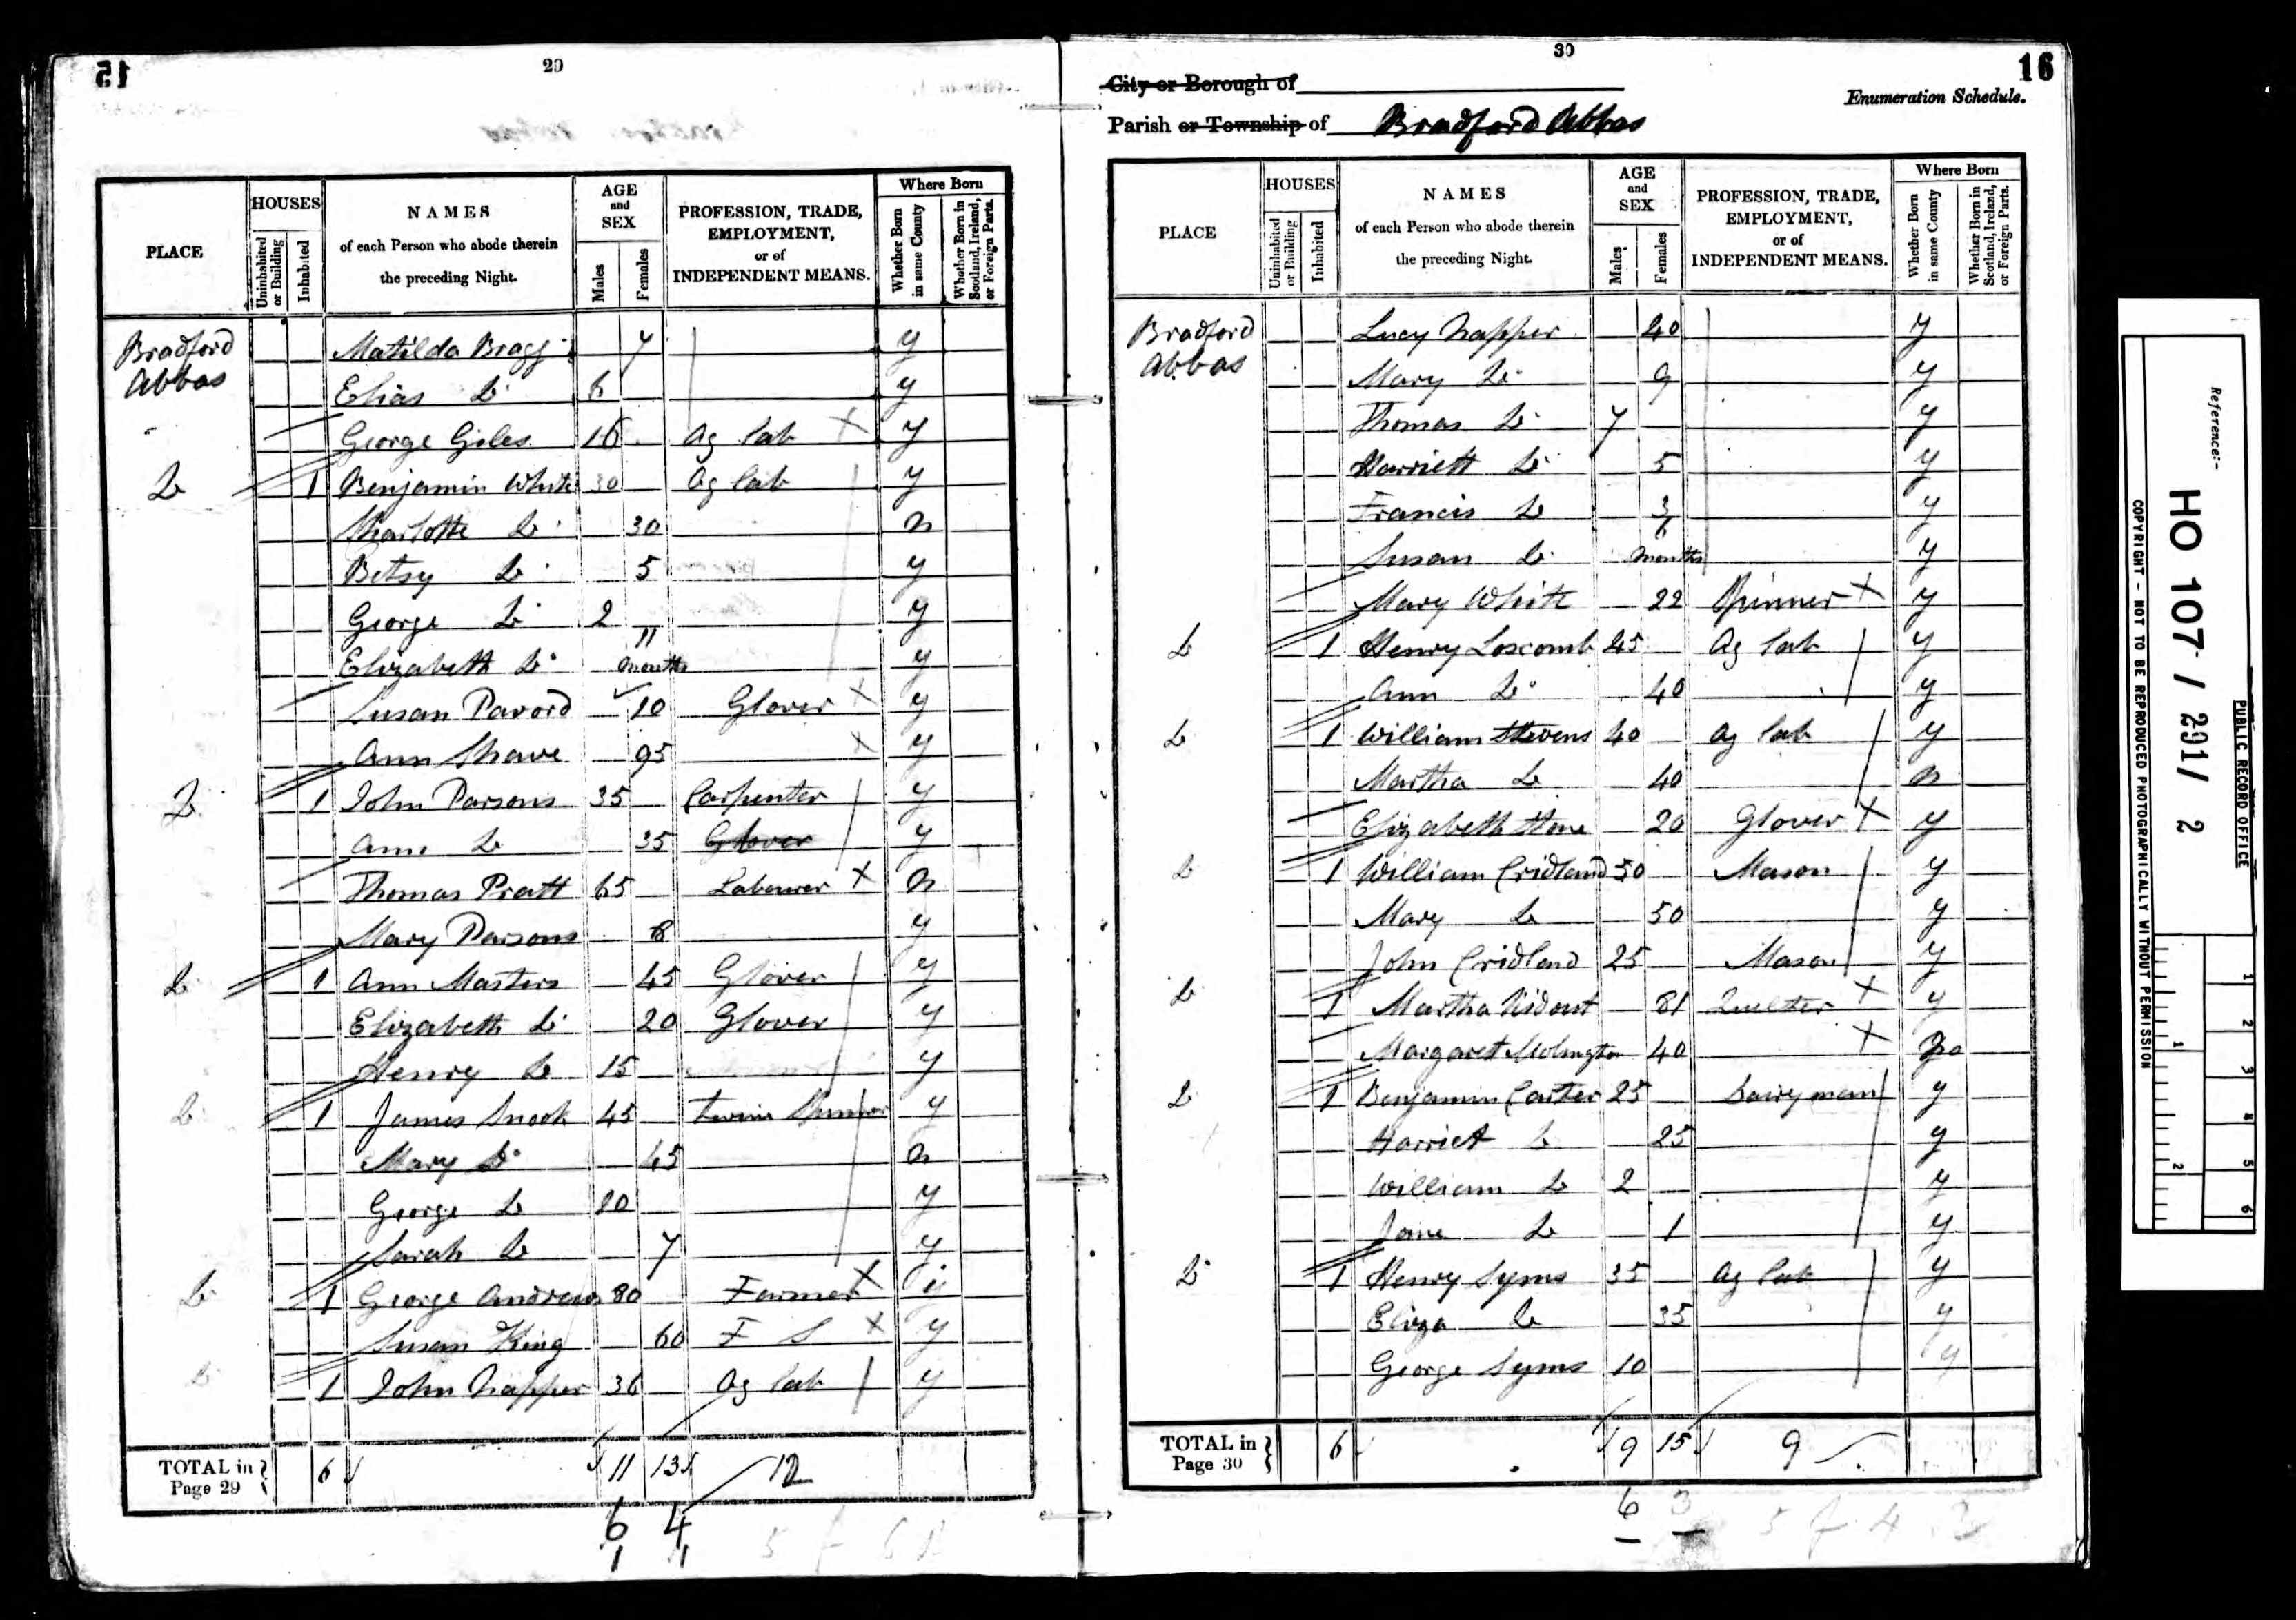 15
29
PLACE
HOUSES
Uninhabited or Building
Inhabited
NAMES
of each Person who abode therein
the preceding Night.
AGE
and
SEX
Males
Females
PROFESSION, TRADE,
EMPLOYMENT,
or of
INDEPENDENT MEANS.
Where Born
Whether Born in same County
Whether Born in Scotland, Ireland, or Foreign Parts.
Bradford Matilda Bragg 7 y
Abbas Elias Do 6 y
George Giles 16 Ag Lab X y
Do 1 Benjamin White 30 Ag Lab y
Charlotte Do 30 n
Betsy Do 5 y
George Do 2 y
Elizabeth Do 11 months y
Susan Pavord 10 Glover X y
Ann Shave 95 X y
Do 1 John Parsons 35 Carpenter y
Ann Do 35 Glover y
Thomas Pratt 65 Labourer X n
Mary Parsons 8 y
Do 1 Ann Masters 45 Glover y
Elizabeth Do 20 Glover y
Henry Do 15 y
Do 1 James Snook 45 Twine Spinner y
Mary Do 45 n
George Do 20 y
Sarah Do 7 y
Do 1 George Andrews 80 Farmer X y
Susan King 60 F S X y
Do 1 John Napper 36 Ag Lab y
TOTAL in Page 29 6 11 13 12
6 4
1 1
30
16
City or Borough of
Enumeration Schedule.
Parish or Township of Bradford Abbas
PLACE
HOUSES
Uninhabited or Building
Inhabited
NAMES
of each Person who abode therein
the preceding Night.
AGE
and
SEX
Males
Females
PROFESSION, TRADE,
EMPLOYMENT,
or of
INDEPENDENT MEANS.
Where Born
Whether Born in same County
Whether Born in Scotland, Ireland, or Foreign Parts.
Bradford Lucy Napper 40 y
Abbas Mary Do 9 y
Thomas Do 7 y
Harriett Do 5 y
Francis Do 3 y
Susan Do 6 months y
Mary White 22 Spinner X y
Do 1 Henry Loscomb 45 Ag Lab y
Ann Do 40 y
Do 1 William Stevens 40 Ag Lab y
Martha Do 40 n
Elizabeth Stone 20 Glover X y
Do 1 William Cridland 50 Mason y
Mary Do 50 y
John Cridland 25 Mason y
Do 1 Martha Ridout 81 Quilter X y
Margaret 40 X No
Do 1 Benjamin Carter 25 Dairyman y
Harriet Do 25 y
William Do 2 y
Jane Do 1 y
Do 1 Henry Syms 35 Ag Lab y
Eliza Do 35 y
George Syms 10 y
TOTAL in Page 30 6 9 15 9
6 3
Reference:-
HO 107 / 291 / 2
PUBLIC RECORD OFFICE
COPYRIGHT - NOT TO BE REPRODUCED PHOTOGRAPHICALLY WITHOUT PERMISSION
1 2 3 4 5 6
1 2